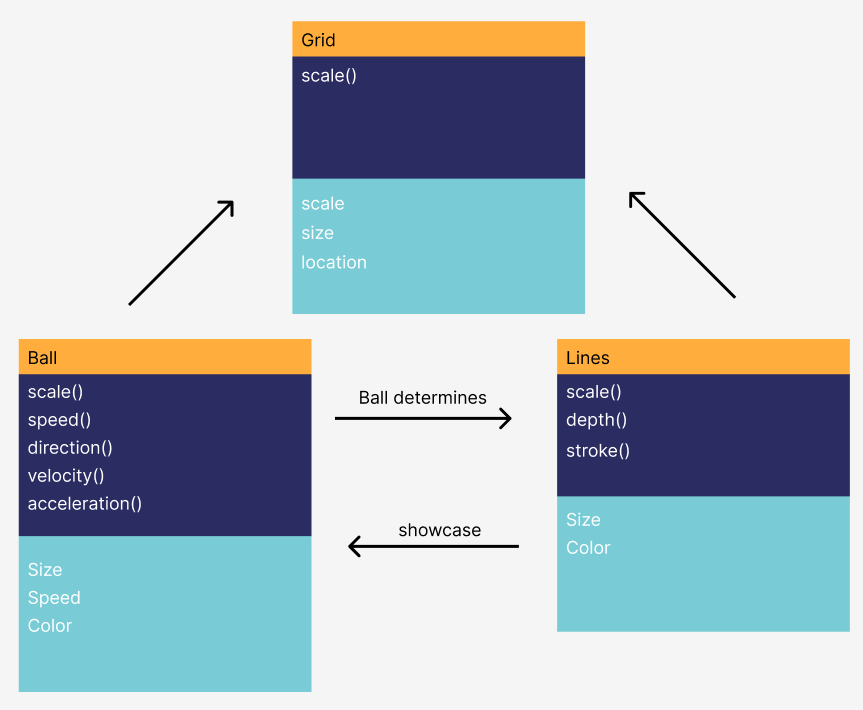 Grid
scale()
scale
size
location
Ball
scale()
speed()
direction()
velocity()
acceleration()
Size
Speed
Color
Ball determines
showcase
Lines
scale()
depth()
stroke()
Size
Color